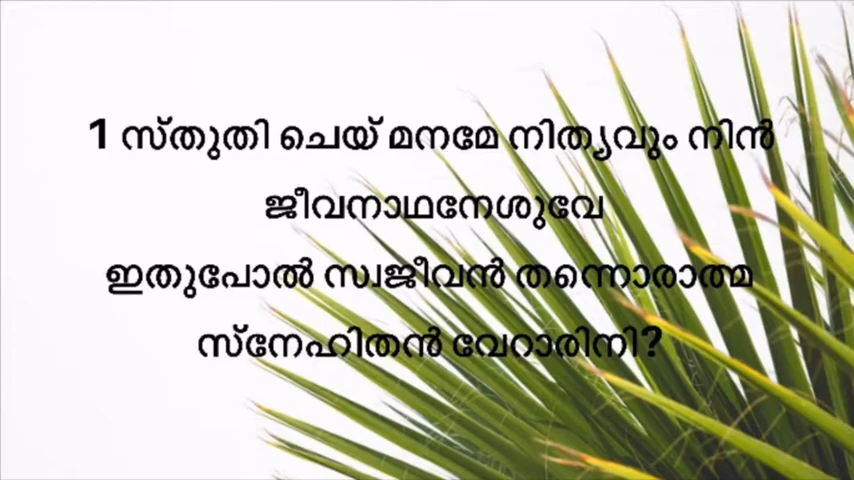 1 സ്തുതി ചെയ് മനമേ നിത്യവും നിൻ
ജീവനാഥനേശുവേ
ഇതുപോൽ സ്വജീവൻ തന്നൊരാത്മ
സ്നേഹിതൻ വേറാരിനി?